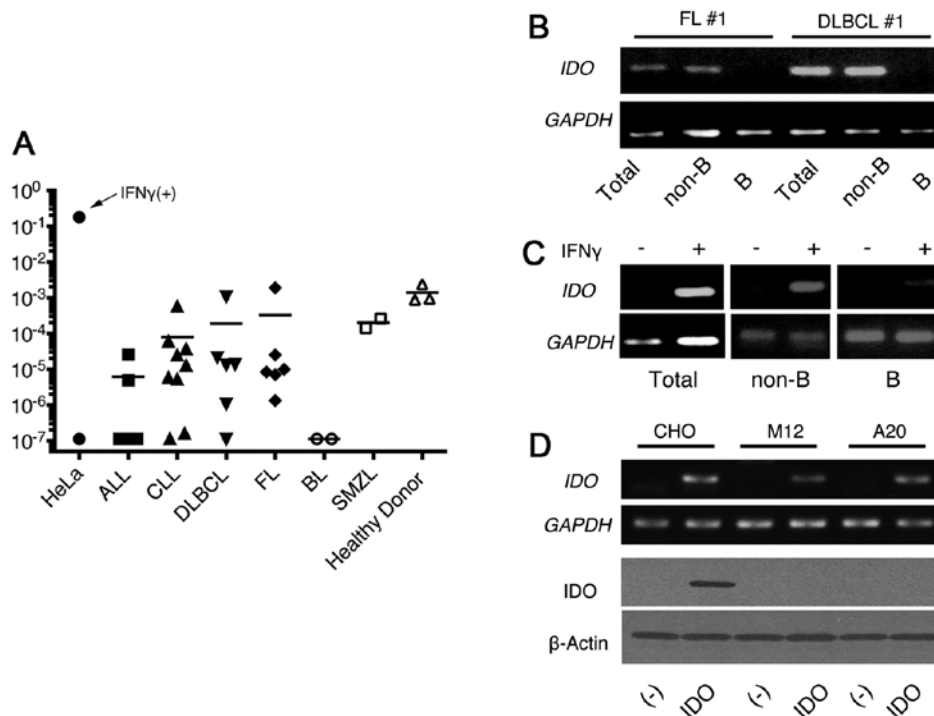 A
10⁰
10⁻¹
10⁻²
10⁻³
10⁻⁴
10⁻⁵
10⁻⁶
10⁻⁷
IFNγ(+)
HeLa
ALL
CLL
DLBCL
FL
BL
SMZL
Healthy Donor
B
FL #1
DLBCL #1
IDO
GAPDH
Total
non-B
B
Total
non-B
B
C
IFNγ
-
+
-
+
-
+
IDO
GAPDH
Total
non-B
B
D
CHO
M12
A20
IDO
GAPDH
IDO
β-Actin
(-)
IDO
(-)
IDO
(-)
IDO